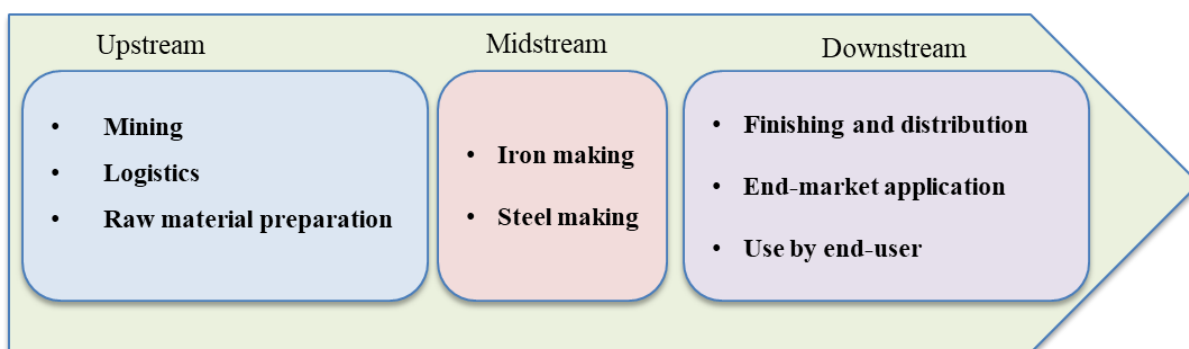 Upstream
Mining
Logistics
Raw material preparation
Midstream
Iron making
Steel making
Downstream
Finishing and distribution
End-market application
Use by end-user